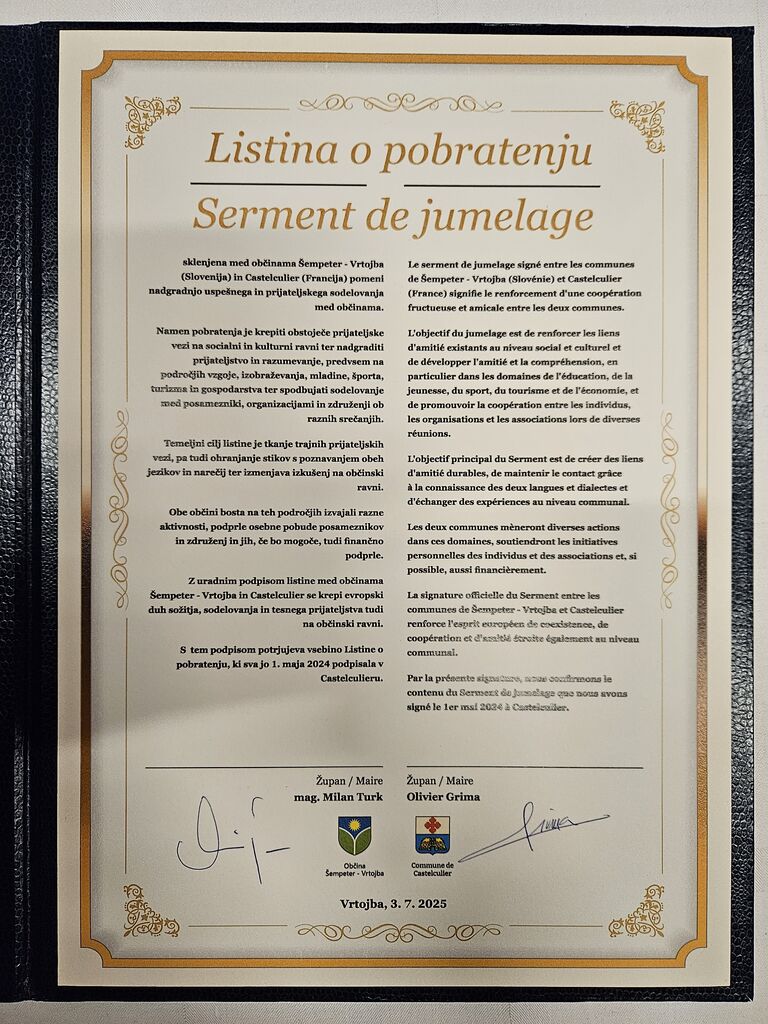 Listina o pobratenju
Serment de jumelage
sklenjena med občinama Šempeter - Vrtojba
(Slovenija) in Castelculier (Francija) pomeni
nadgradnjo uspešnega in prijateljskega sodelovanja
med občinama.
Namen pobratenja je krepiti obstoječe prijateljske
vezi na socialni in kulturni ravni ter nadgraditi
prijateljstvo in razumevanje, predvsem na
področjih vzgoje, izobraževanja, mladine, športa,
turizma in gospodarstva ter spodbujati sodelovanje
med posamezniki, organizacijami in združenji ob
raznih srečanjih.
Temeljni cilj listine je tkanje trajnih prijateljskih
vezi, pa tudi ohranjanje stikov s poznavanjem obeh
jezikov in narečij ter izmenjava izkušenj na občinski
ravni.
Obe občini bosta na teh področjih izvajali razne
aktivnosti, podprle osebne pobude posameznikov
in združenj in jih, če bo mogoče, tudi finančno
podprle.
Z uradnim podpisom listine med občinama
Šempeter - Vrtojba in Castelculier se krepi evropski
duh sožitja, sodelovanja in tesnega prijateljstva tudi
na občinski ravni.
S tem podpisom potrjujeva vsebino Listine o
pobratenju, ki sva jo 1. maja 2024 podpisala v
Castelculieru.
Le serment de jumelage signé entre les communes
de Šempeter - Vrtojba (Slovénie) et Castelculier
(France) signifie le renforcement d'une coopération
fructueuse et amicale entre les deux communes.
L'objectif du jumelage est de renforcer les liens
d'amitié existants au niveau social et culturel et
de développer l'amitié et la compréhension, en
particulier dans les domaines de l'éducation, de la
jeunesse, du sport, du tourisme et de l'économie, et
de promouvoir la coopération entre les individus,
les organisations et les associations lors de diverses
réunions.
L'objectif principal du Serment est de créer des liens
d'amitié durables, de maintenir le contact grâce
à la connaissance des deux langues et dialectes et
d'échanger des expériences au niveau communal.
Les deux communes mèneront diverses actions
dans ces domaines, soutiendront les initiatives
personnelles des individus et des associations et, si
possible, aussi financièrement.
La signature officielle du Serment entre les
communes de Šempeter - Vrtojba et Castelculier
renforce l'esprit européen de coexistence, de
coopération et d'amitié étroite également au niveau
communal.
Par la présente signature, nous confirmons le
contenu du Serment de jumelage que nous avons
signé le 1er mai 2024 à Castelculier.
Župan / Maire
mag. Milan Turk
Župan / Maire
Olivier Grima
Občina
Šempeter - Vrtojba
Commune de
Castelculier
Vrtojba, 3. 7. 2025